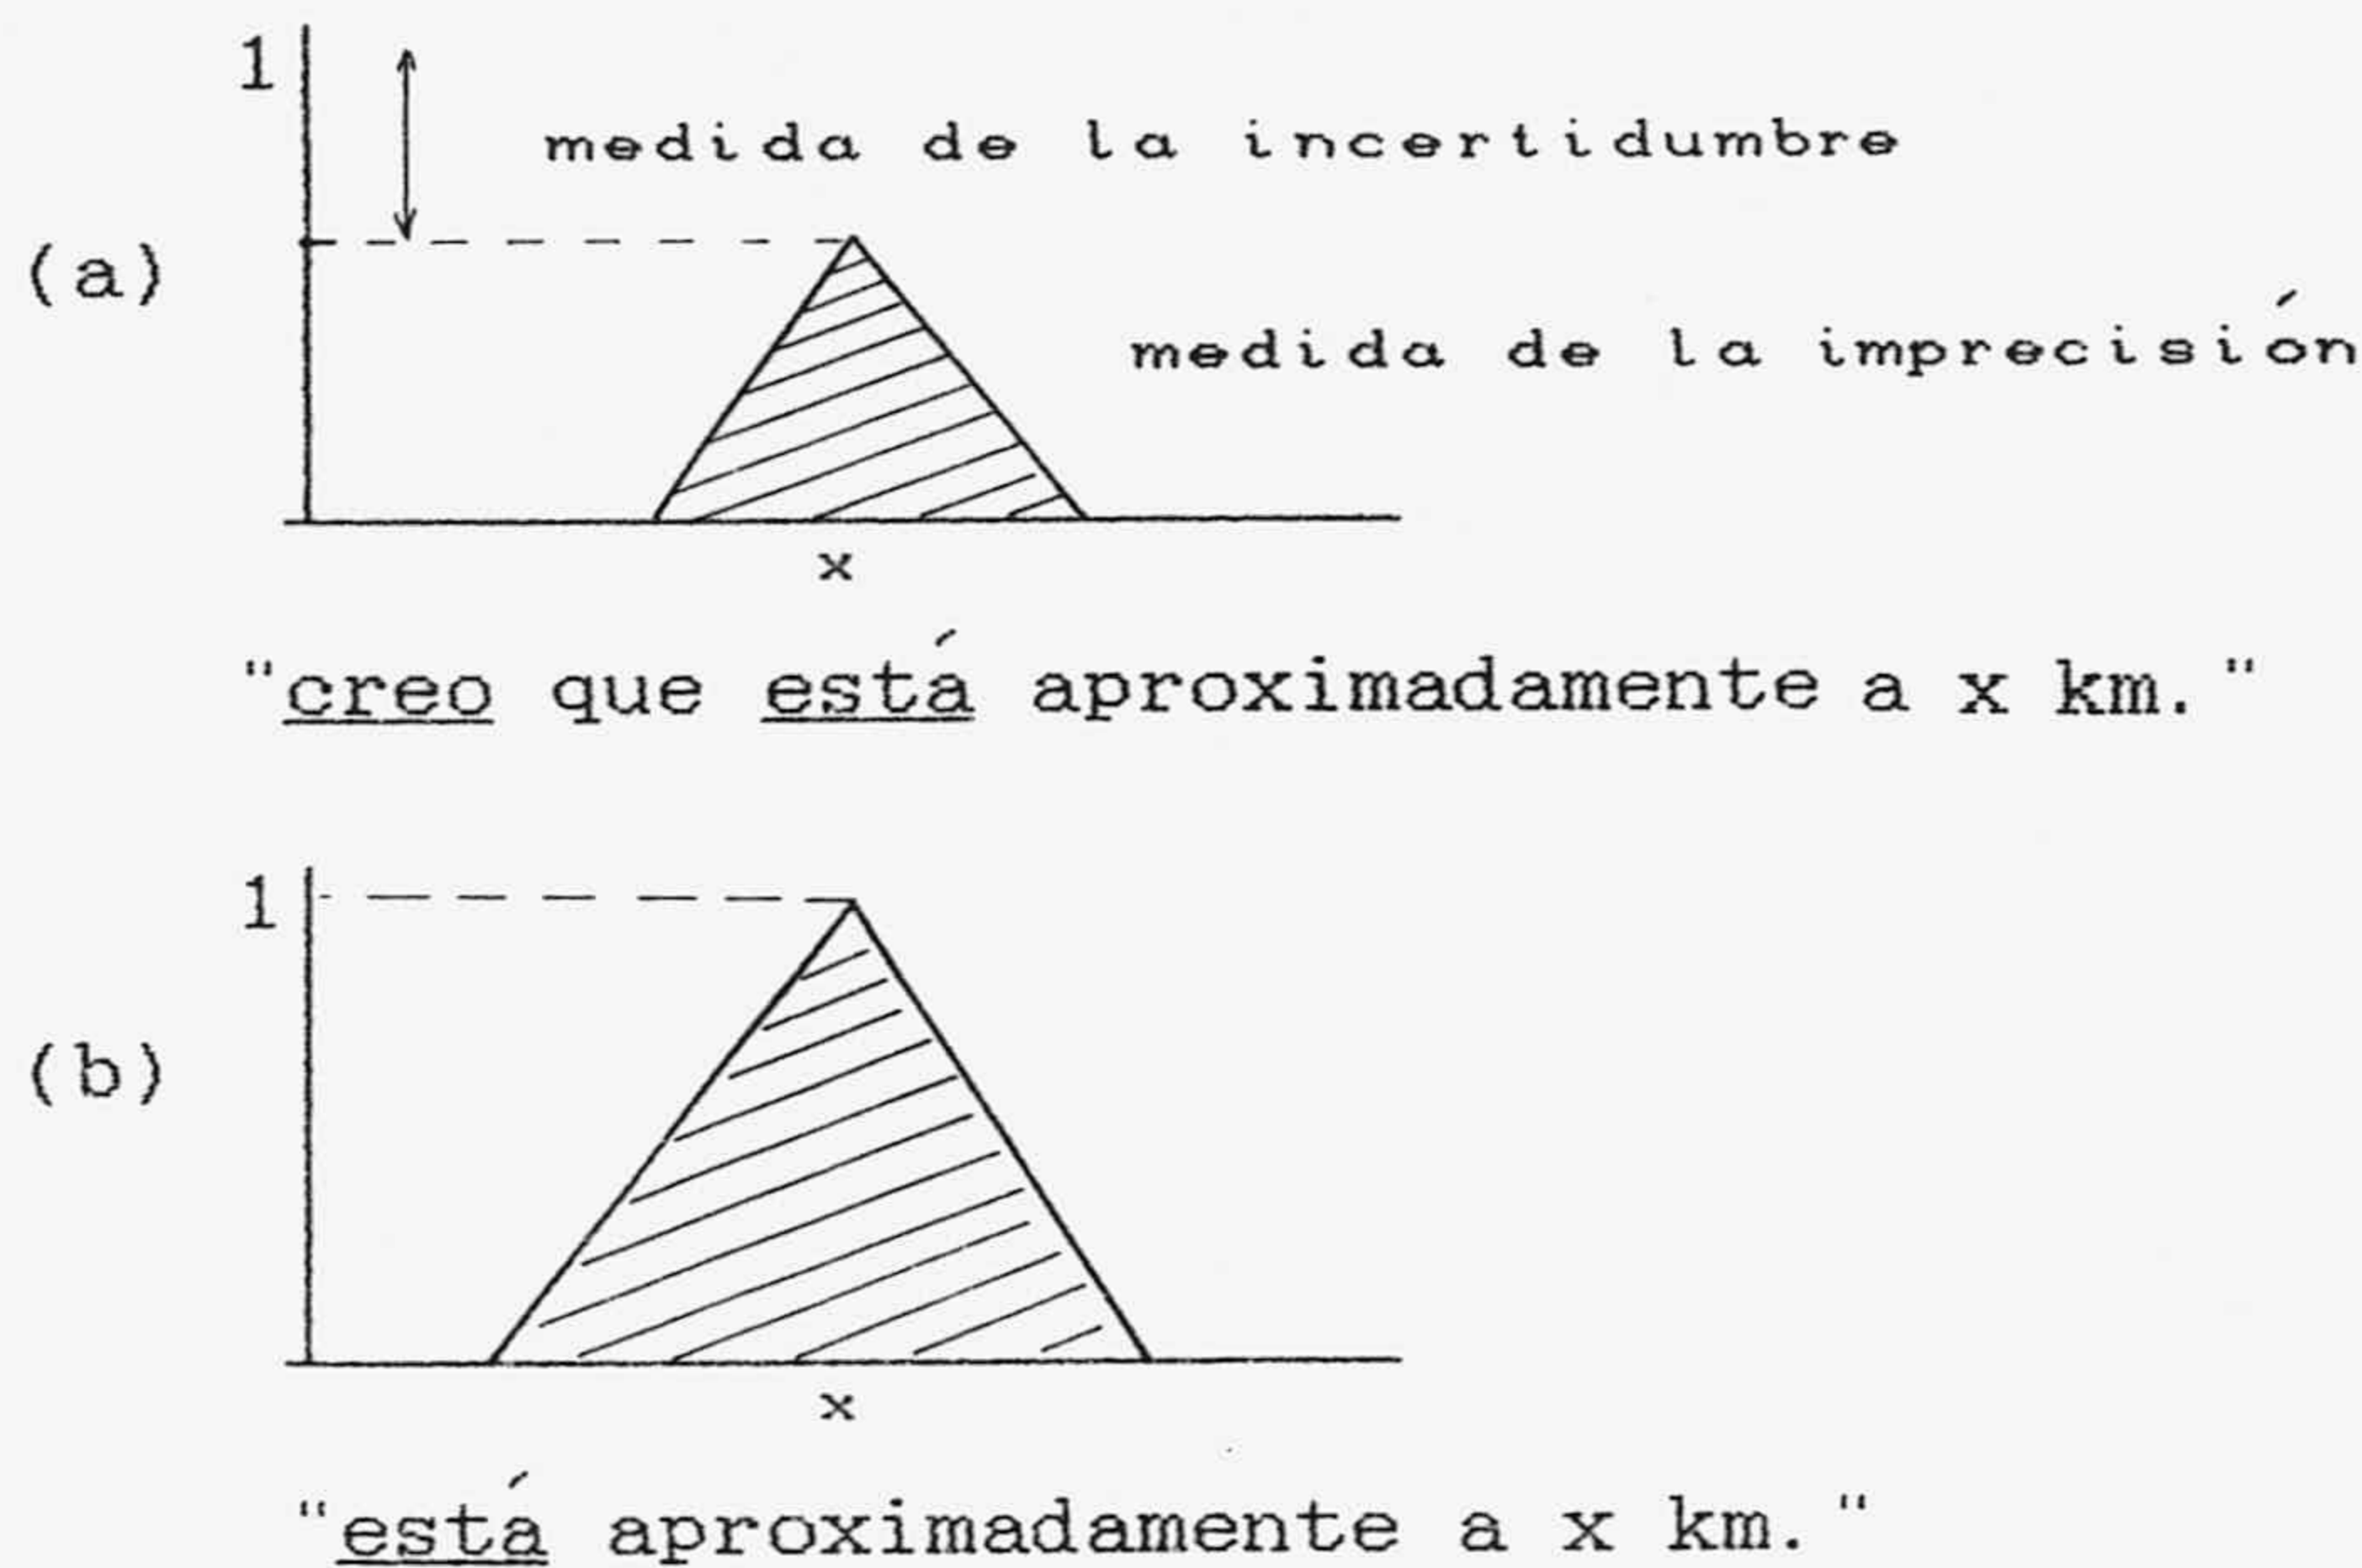 1
medida de la incertidumbre
(a)
medida de la imprecisión
x
"creo que está aproximadamente a x km."
1
(b)
x
"está aproximadamente a x km."